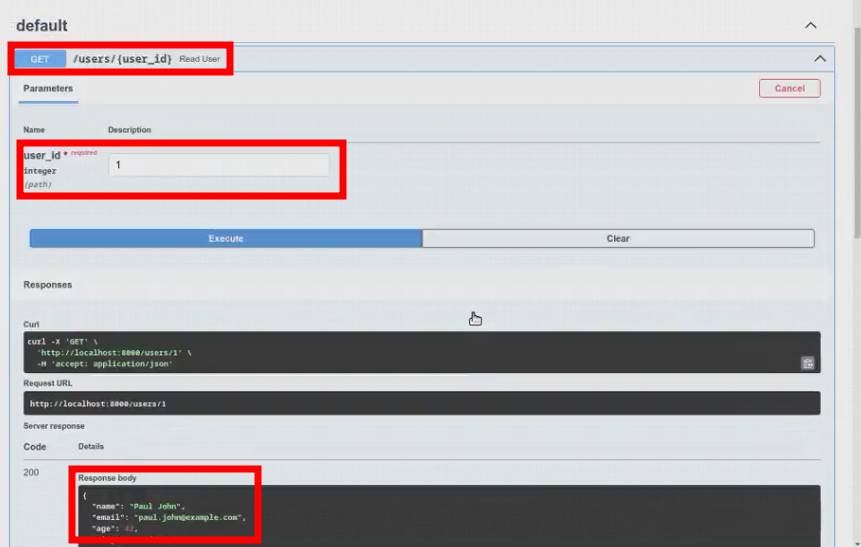 default
GET /users/{user_id} Read User
Parameters
Cancel
Name Description
user_id * required
integer
(path)
1
Execute Clear
Responses
Curl
curl -X 'GET' \
'http://localhost:8000/users/1' \
-H 'accept: application/json'
Request URL
http://localhost:8000/users/1
Server response
Code Details
200
Response body
{
"name": "Paul John",
"email": "paul.john@example.com",
"age": 42,